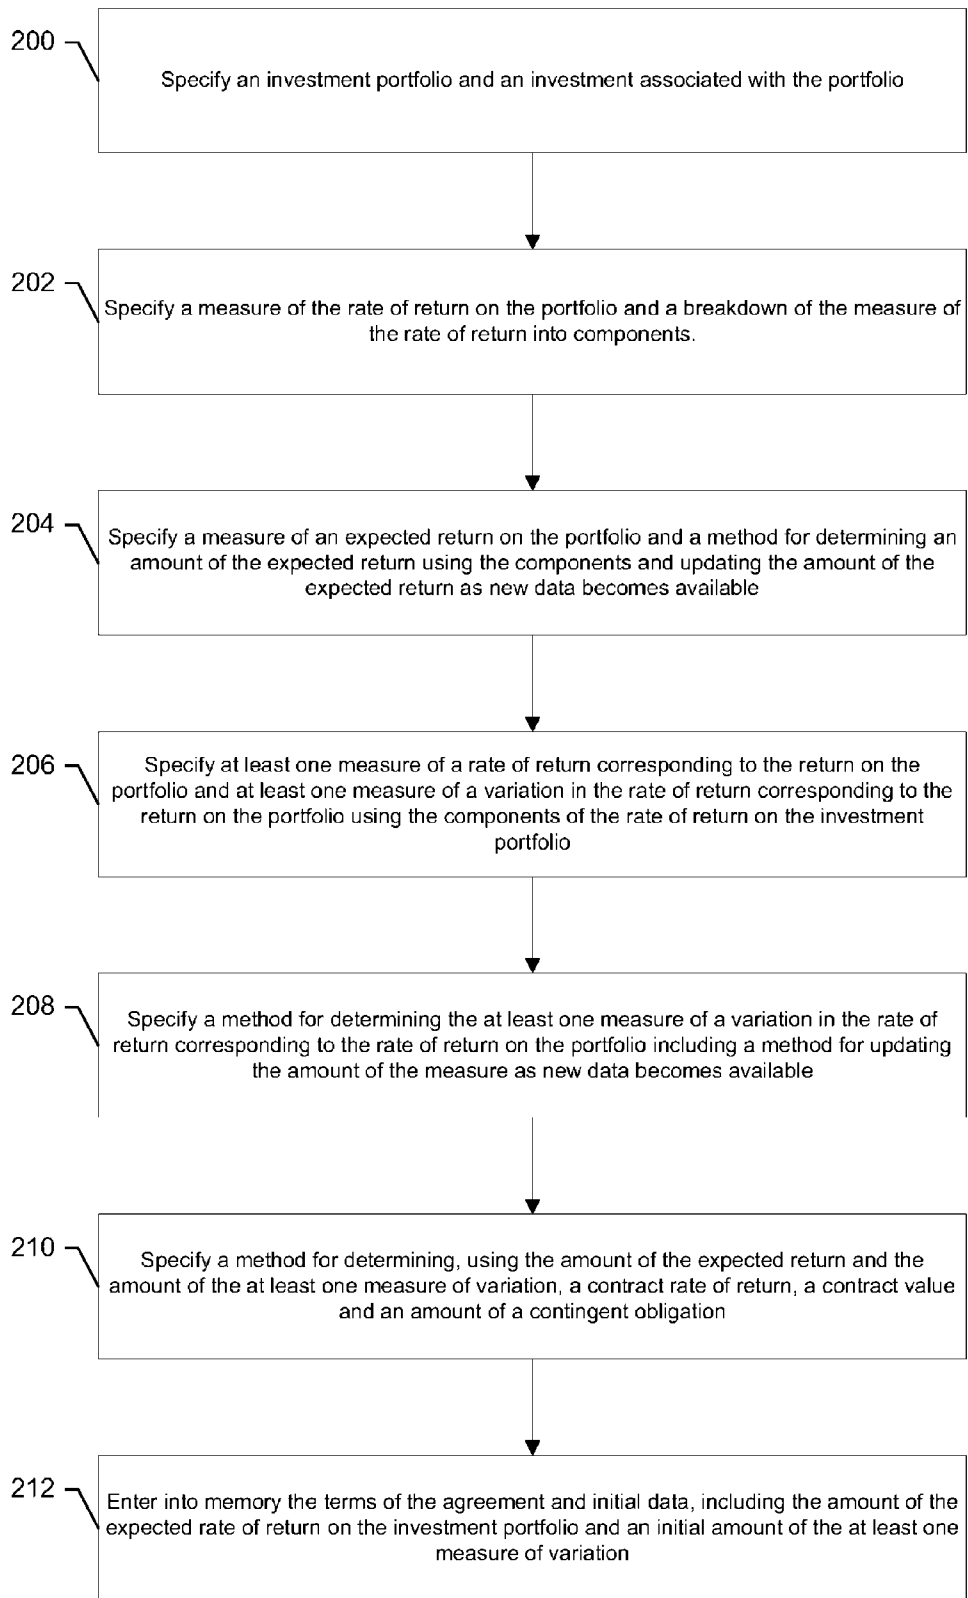 200
Specify an investment portfolio and an investment associated with the portfolio
202
Specify a measure of the rate of return on the portfolio and a breakdown of the measure of
the rate of return into components.
204
Specify a measure of an expected return on the portfolio and a method for determining an
amount of the expected return using the components and updating the amount of the
expected return as new data becomes available
206
Specify at least one measure of a rate of return corresponding to the return on the
portfolio and at least one measure of a variation in the rate of return corresponding to the
return on the portfolio using the components of the rate of return on the investment
portfolio
208
Specify a method for determining the at least one measure of a variation in the rate of
return corresponding to the rate of return on the portfolio including a method for updating
the amount of the measure as new data becomes available
210
Specify a method for determining, using the amount of the expected return and the
amount of the at least one measure of variation, a contract rate of return, a contract value
and an amount of a contingent obligation
212
Enter into memory the terms of the agreement and initial data, including the amount of the
expected rate of return on the investment portfolio and an initial amount of the at least one
measure of variation